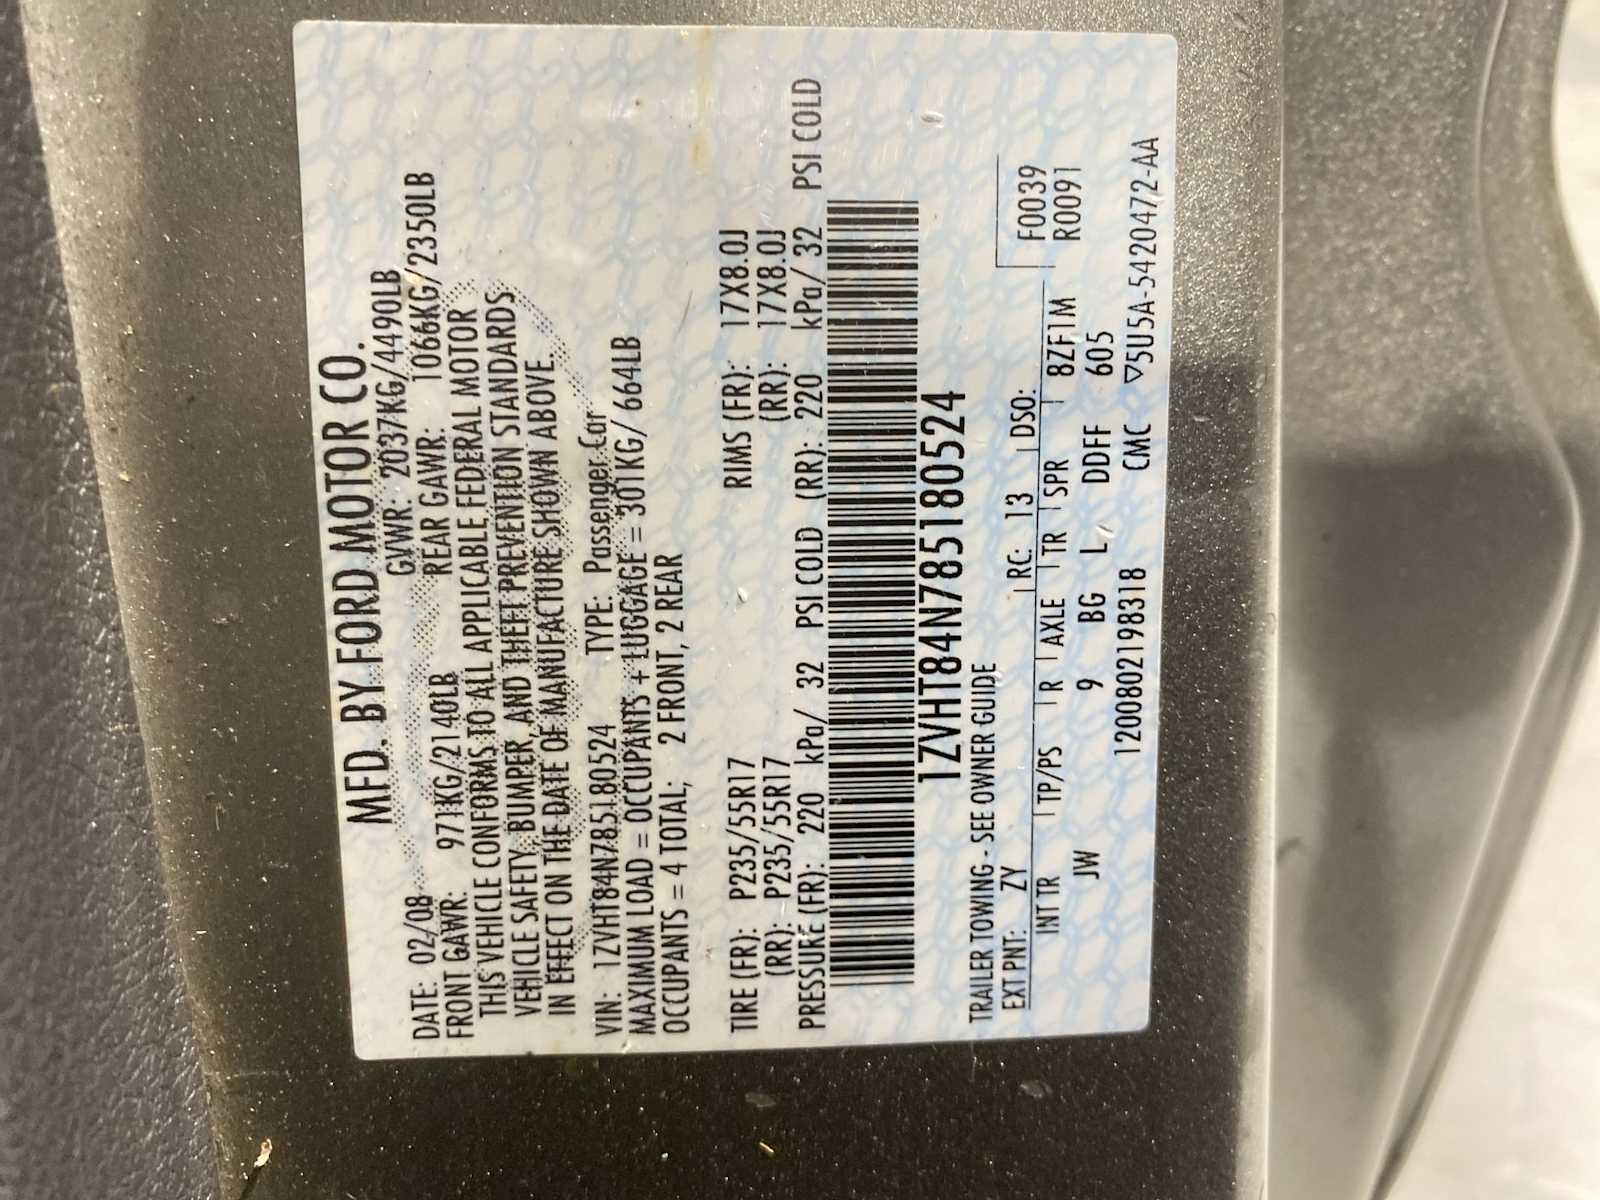 MFD. BY FORD MOTOR CO.
DATE: 02/08 GVWR: 2037KG/4490LB
FRONT GAWR: 971KG/2140LB REAR GAWR: 1066KG/2350LB
THIS VEHICLE CONFORMS TO ALL APPLICABLE FEDERAL MOTOR
VEHICLE SAFETY, BUMPER, AND THEFT PREVENTION STANDARDS
IN EFFECT ON THE DATE OF MANUFACTURE SHOWN ABOVE.
VIN: 1ZVHT84N785180524 TYPE: Passenger Car
MAXIMUM LOAD = OCCUPANTS + LUGGAGE = 301KG/ 664LB
OCCUPANTS = 4 TOTAL; 2 FRONT, 2 REAR
TIRE (FR): P235/55R17 RIMS (FR): 17X8.0J
(RR): P235/55R17 (RR): 17X8.0J
PRESSURE (FR): 220 kPa/ 32 PSI COLD (RR): 220 kPa/ 32 PSI COLD
1ZVHT84N785180524
TRAILER TOWING - SEE OWNER GUIDE
EXT PNT: ZY RC: 13 DSO: F0039
R0091
INT TR TP/PS R AXLE TR SPR 8ZF1M
JW 9 BG L DDFF 605
1200802198318 CMC ▽5U5A-5420472-AA